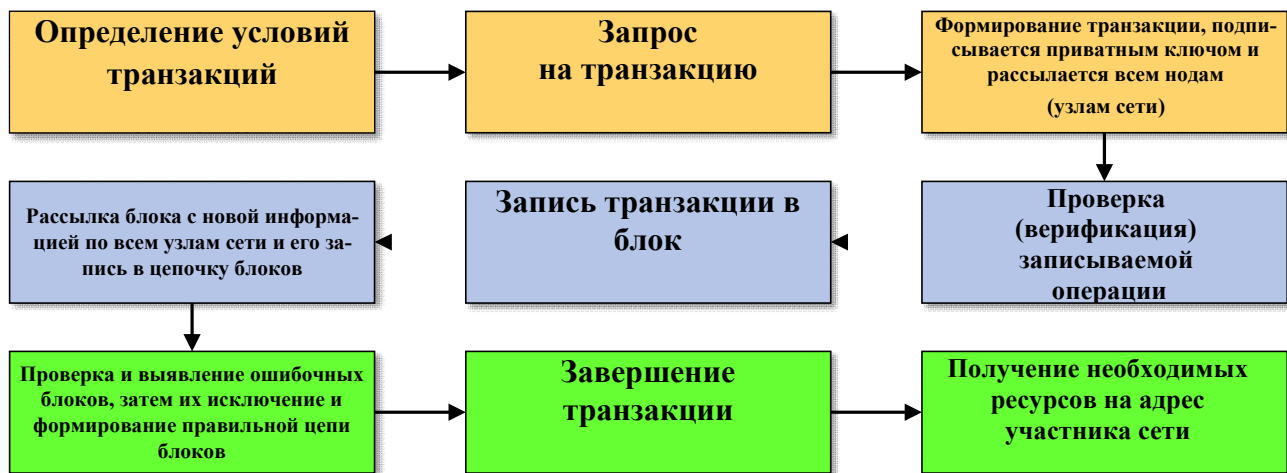 Определение условий
транзакций
Запрос
на транзакцию
Формирование транзакции, подпи-
сывается приватным ключом и
рассылается всем нодам
(узлам сети)
Рассылка блока с новой информа-
цией по всем узлам сети и его за-
пись в цепочку блоков
Запись транзакции в
блок
Проверка
(верификация)
записываемой
операции
Проверка и выявление ошибочных
блоков, затем их исключение и
формирование правильной цепи
блоков
Завершение
транзакции
Получение необходимых
ресурсов на адрес
участника сети